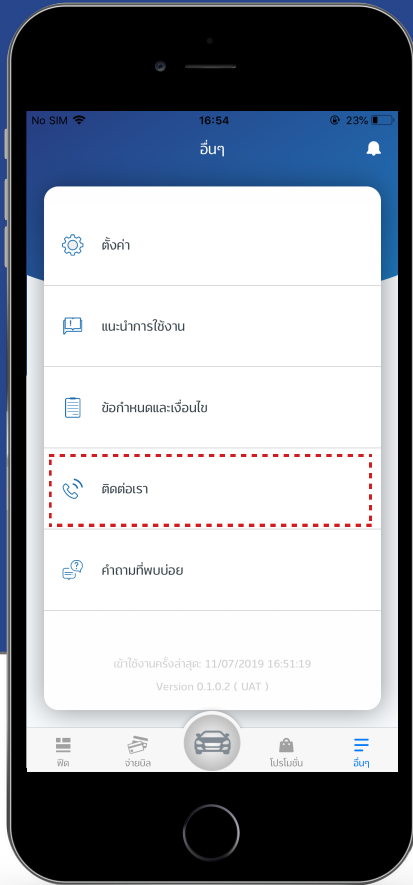 No SIM 16:54 23%
อื่นๆ
ตั้งค่า
แนะนำการใช้งาน
ข้อกำหนดและเงื่อนไข
ติดต่อเรา
คำถามที่พบบ่อย
เข้าใช้งานครั้งล่าสุด: 11/07/2019 16:51:19
Version 0.1.0.2 ( UAT )
ฟีด จ่ายบิล โปรโมชั่น อื่นๆ